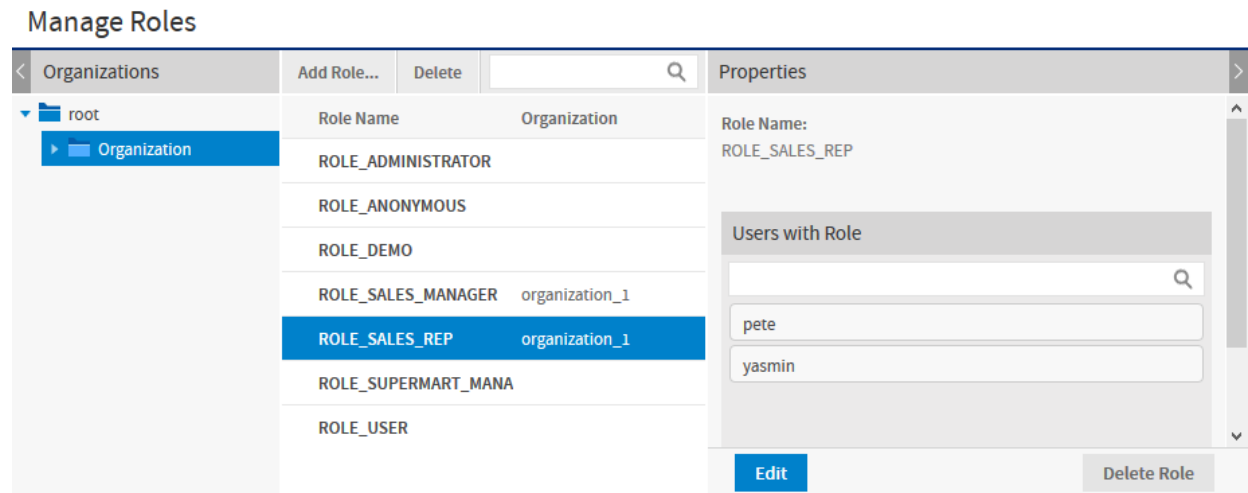 Manage Roles
Organizations
root
Organization
Add Role... Delete
Role Name Organization
ROLE_ADMINISTRATOR
ROLE_ANONYMOUS
ROLE_DEMO
ROLE_SALES_MANAGER organization_1
ROLE_SALES_REP organization_1
ROLE_SUPERMART_MANA
ROLE_USER
Properties
Role Name:
ROLE_SALES_REP
Users with Role
pete
yasmin
Edit Delete Role